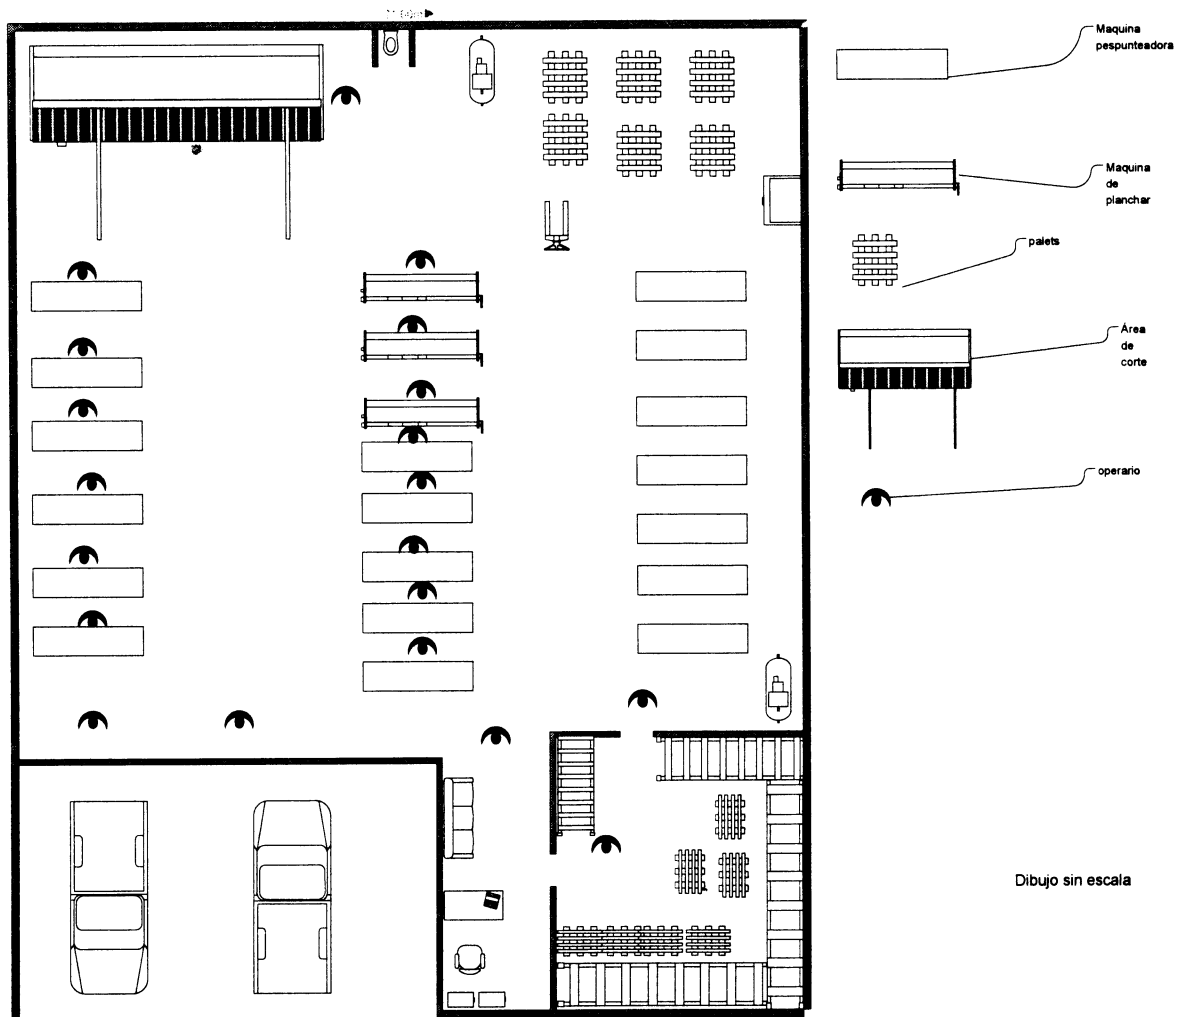 Maquina
pespunteadora
Maquina
de
planchar
palets
Área
de
corte
operario
Dibujo sin escala